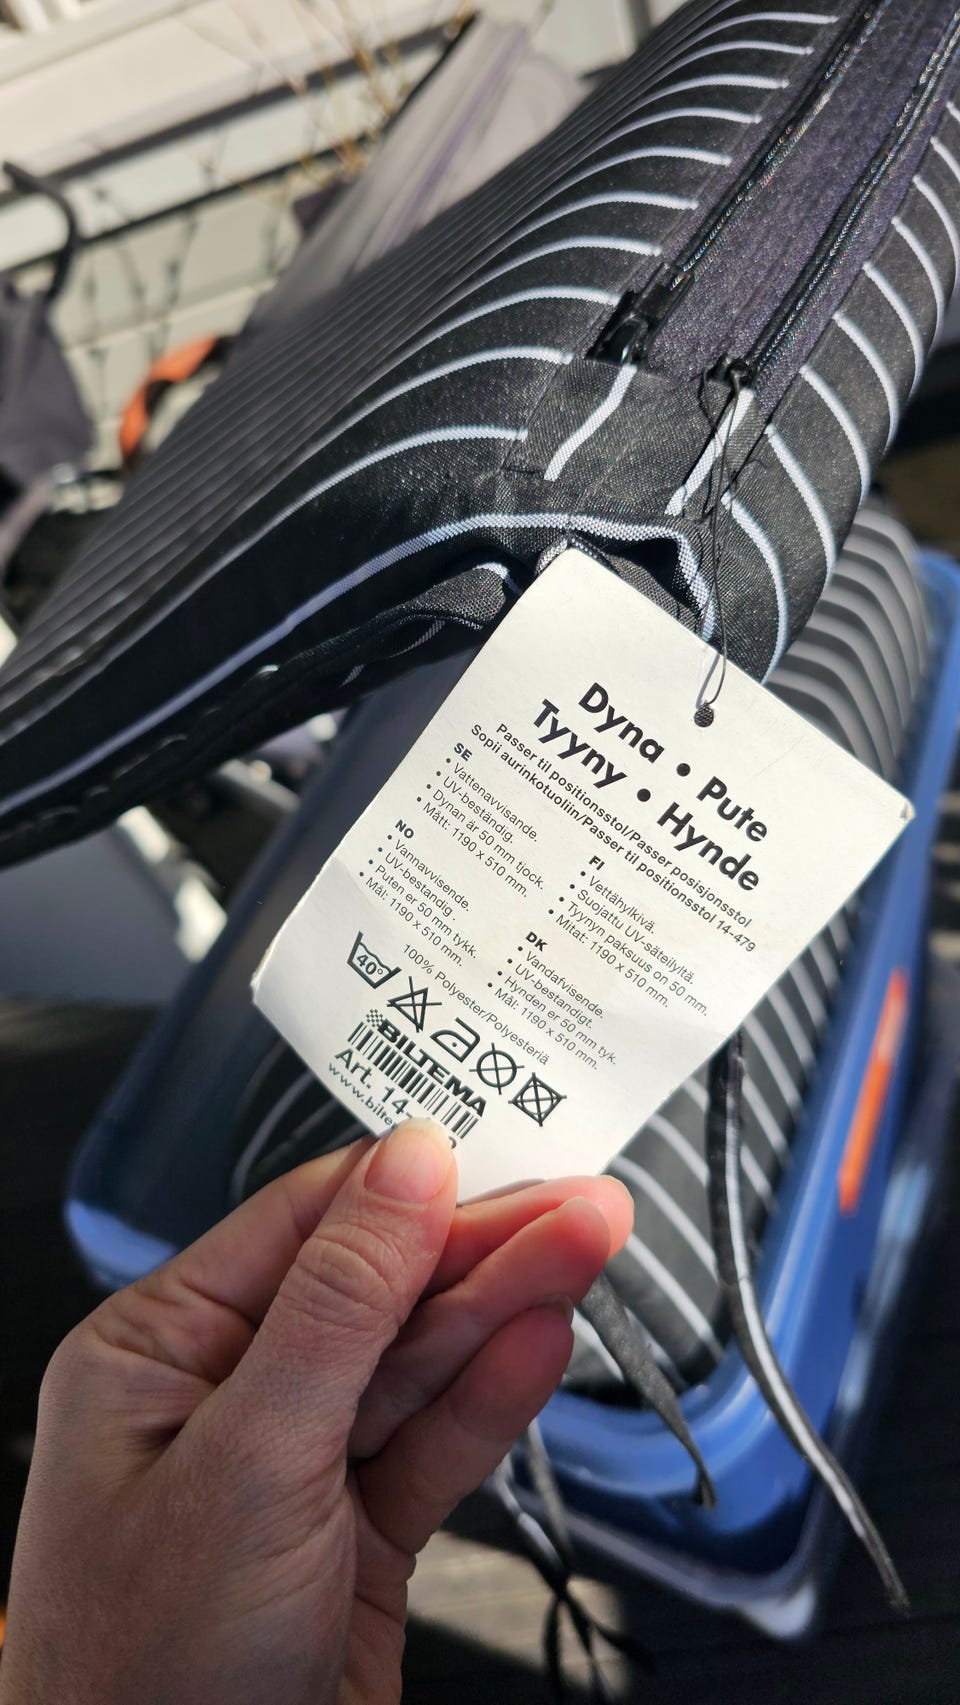 Dyna • Pute
Tyyny • Hynde
Passer til positionsstol/Passer posisjonsstol
Sopii aurinkotuoliin/Passer til positionsstol 14-479
SE
• Vattenavvisande.
• UV-beständig.
• Dynan är 50 mm tjock.
• Mått: 1190 x 510 mm.
NO
• Vannavvisende.
• UV-bestandig.
• Puten er 50 mm tykk.
• Mål: 1190 x 510 mm.
FI
• Vettähylkivä.
• Suojattu UV-säteilyltä.
• Tyynyn paksuus on 50 mm.
• Mitat: 1190 x 510 mm.
DK
• Vandafvisende.
• UV-bestandigt.
• Hynden er 50 mm tyk.
• Mål: 1190 x 510 mm.
100% Polyester/Polyesteriä
40°
BILTEMA
Art. 14-
www.bilte